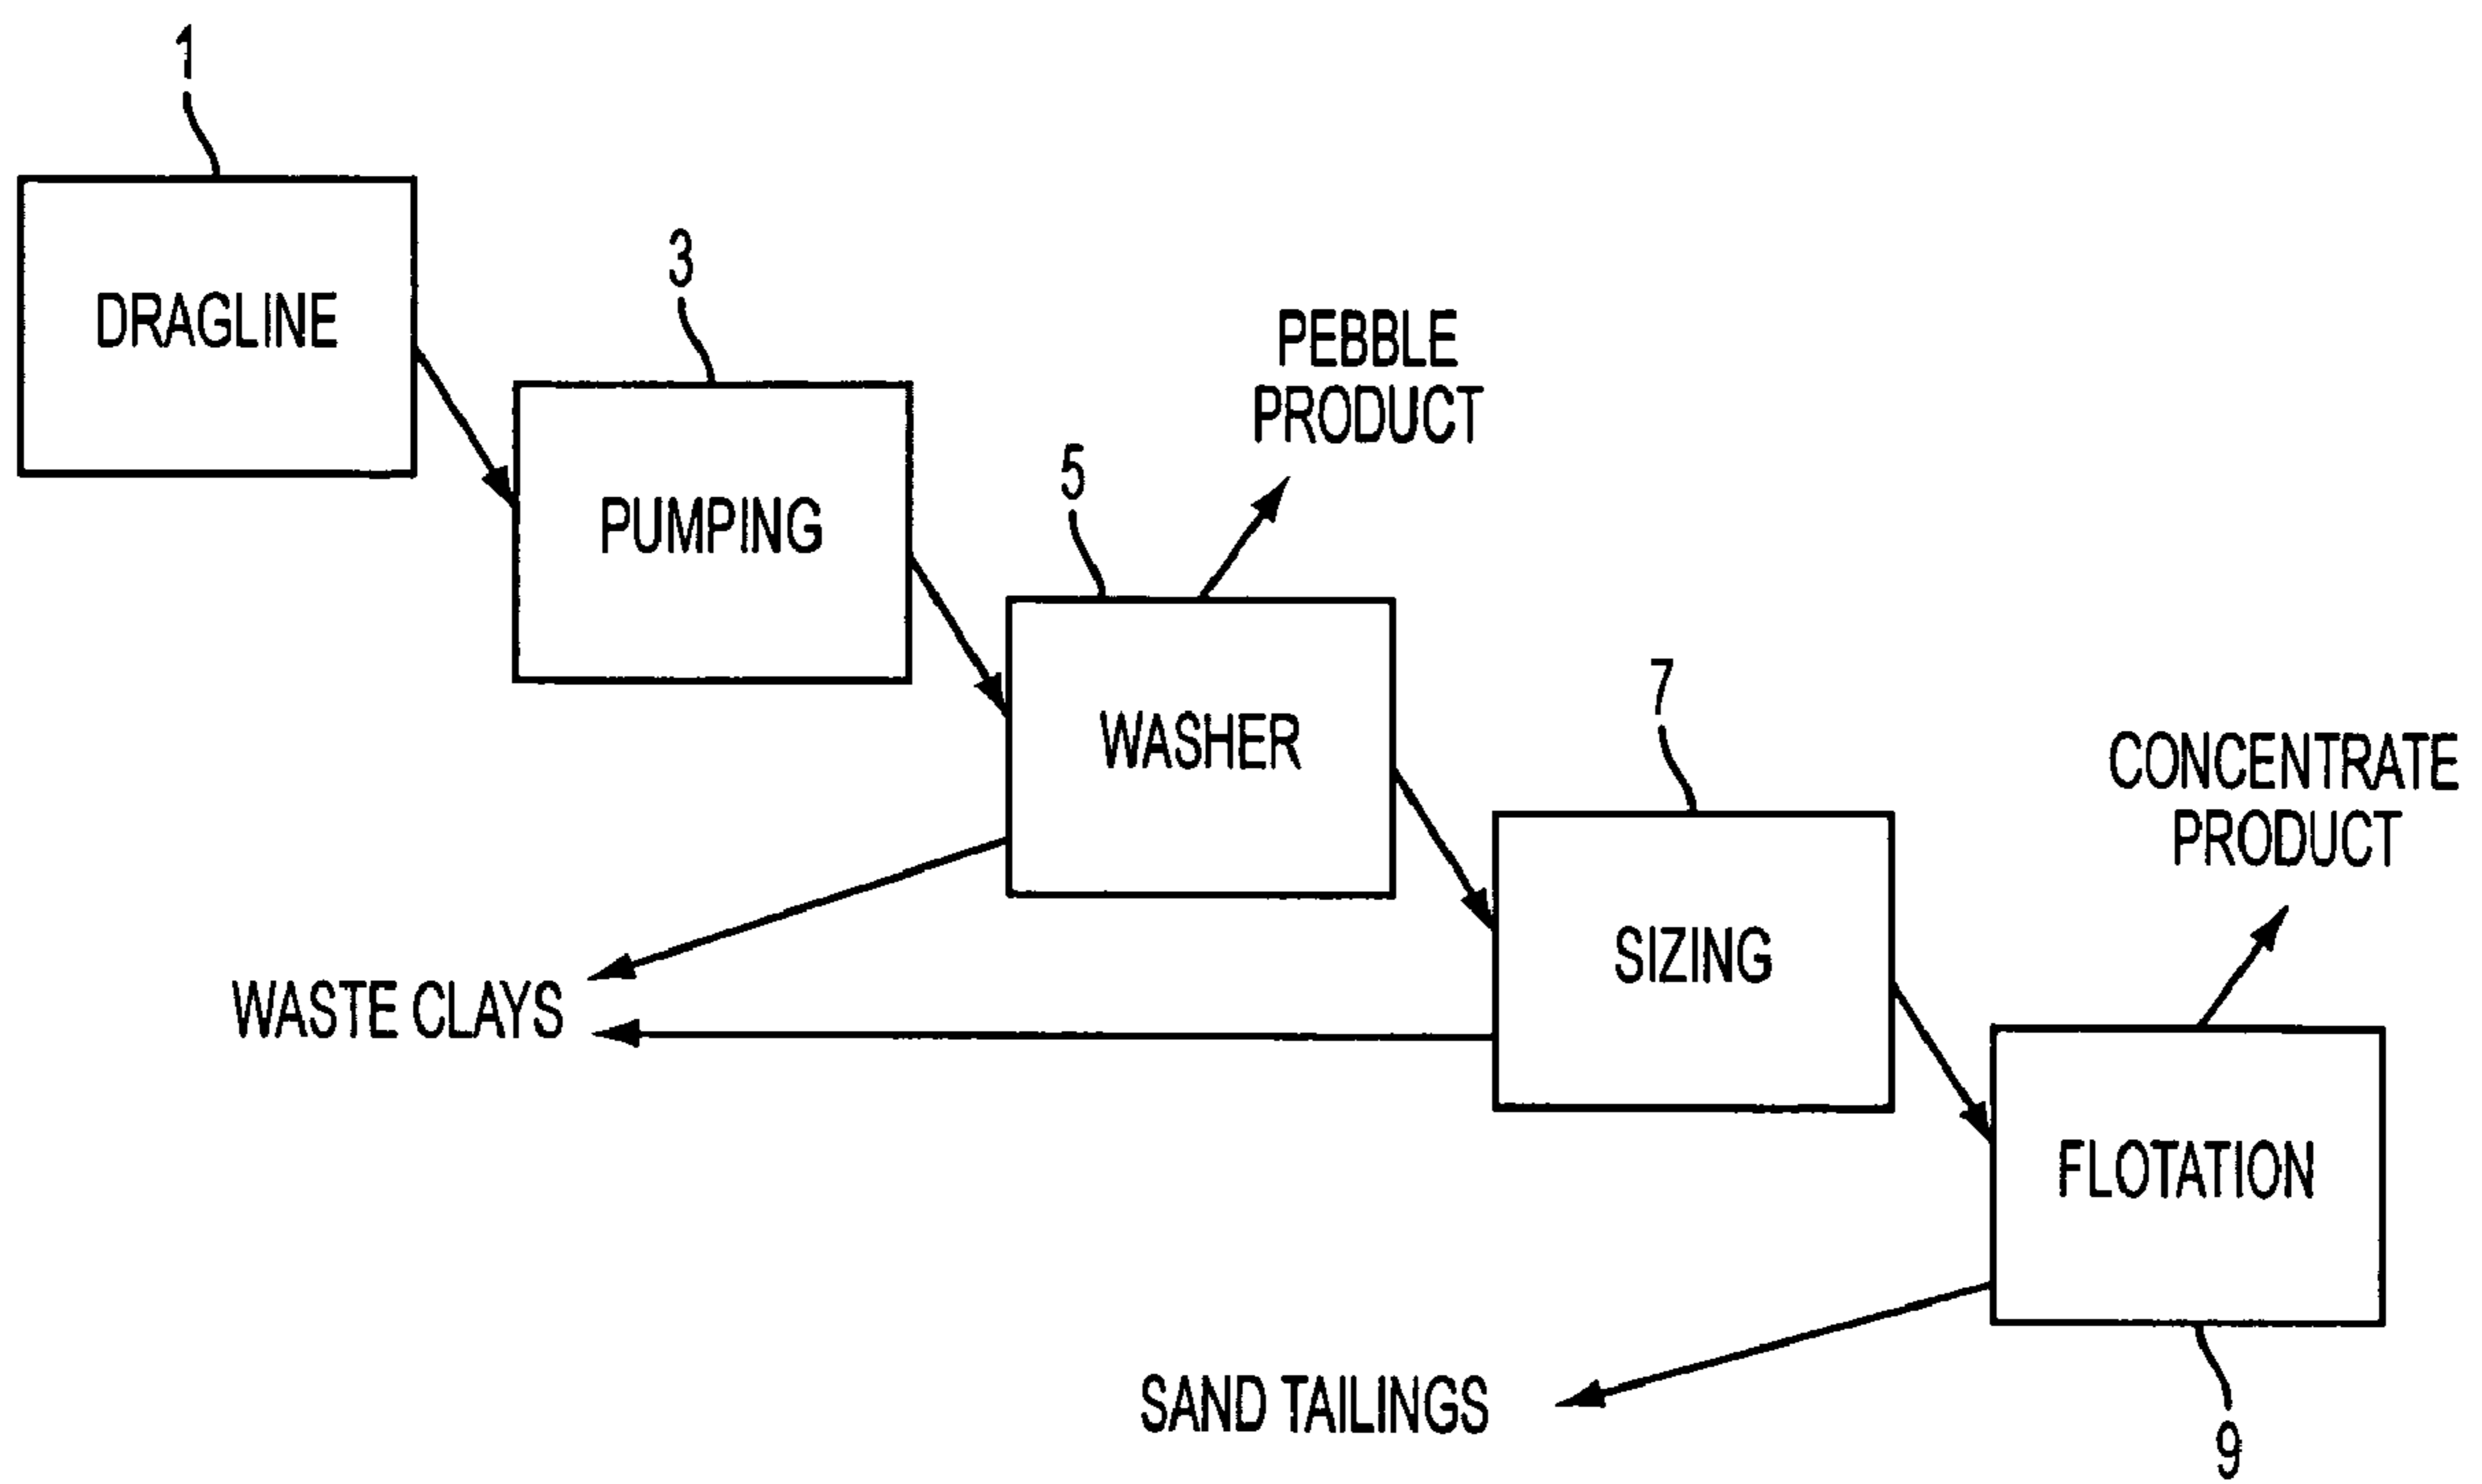 1
DRAGLINE
3
PUMPING
PEBBLE
PRODUCT
5
WASHER
7
CONCENTRATE
PRODUCT
SIZING
WASTE CLAYS
FLOTATION
SAND TAILINGS
9